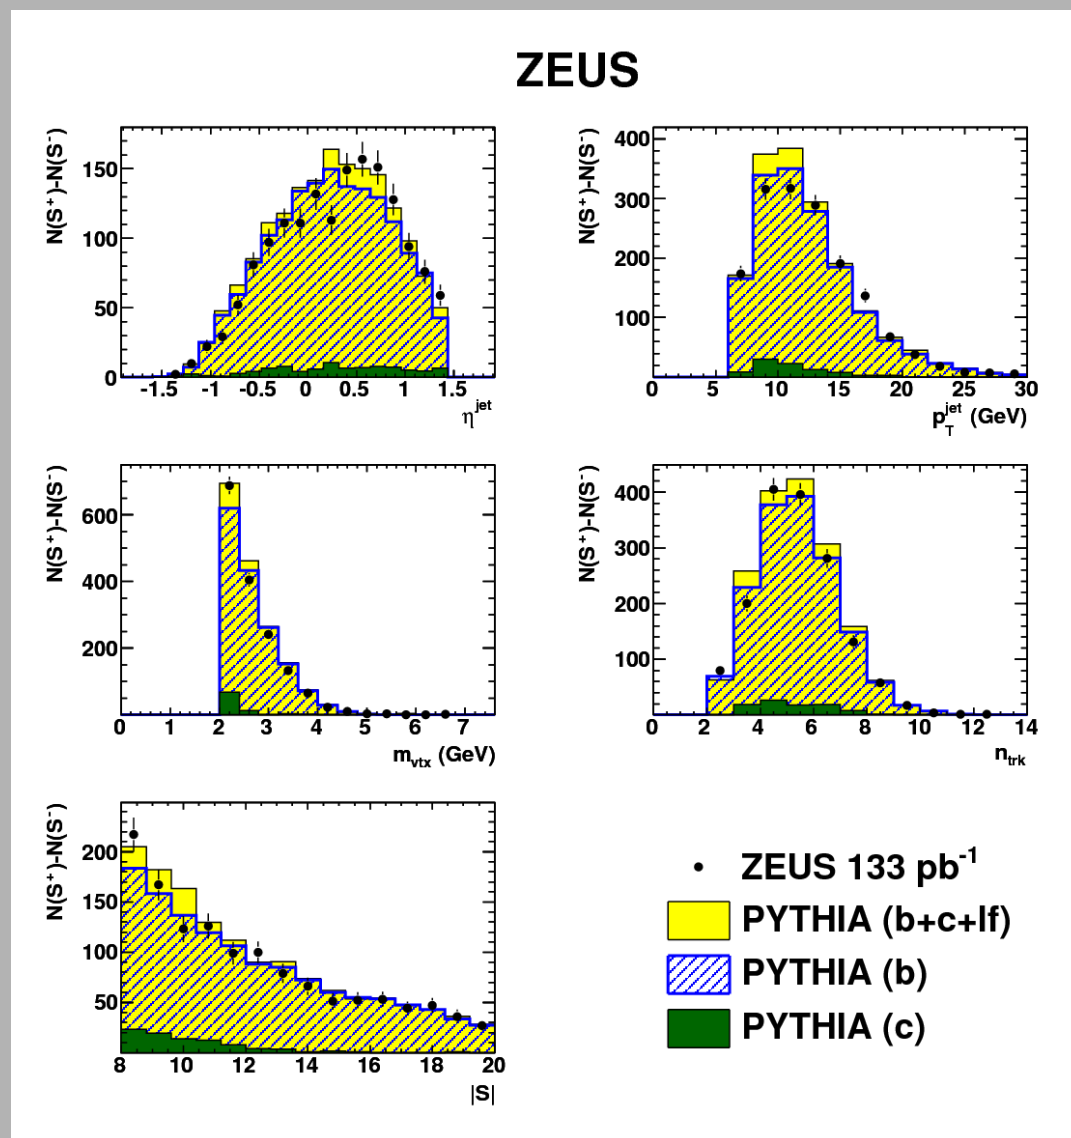 ZEUS
N(S⁺)-N(S⁻)
150
100
50
0
-1.5 -1 -0.5 0 0.5 1 1.5
η^jet
N(S⁺)-N(S⁻)
400
300
200
100
0 5 10 15 20 25 30
p_T^jet (GeV)
N(S⁺)-N(S⁻)
600
400
200
0 1 2 3 4 5 6 7
m_vtx (GeV)
N(S⁺)-N(S⁻)
400
300
200
100
0 2 4 6 8 10 12 14
n_trk
N(S⁺)-N(S⁻)
200
150
100
50
8 10 12 14 16 18 20
|S|
ZEUS 133 pb⁻¹
PYTHIA (b+c+lf)
PYTHIA (b)
PYTHIA (c)